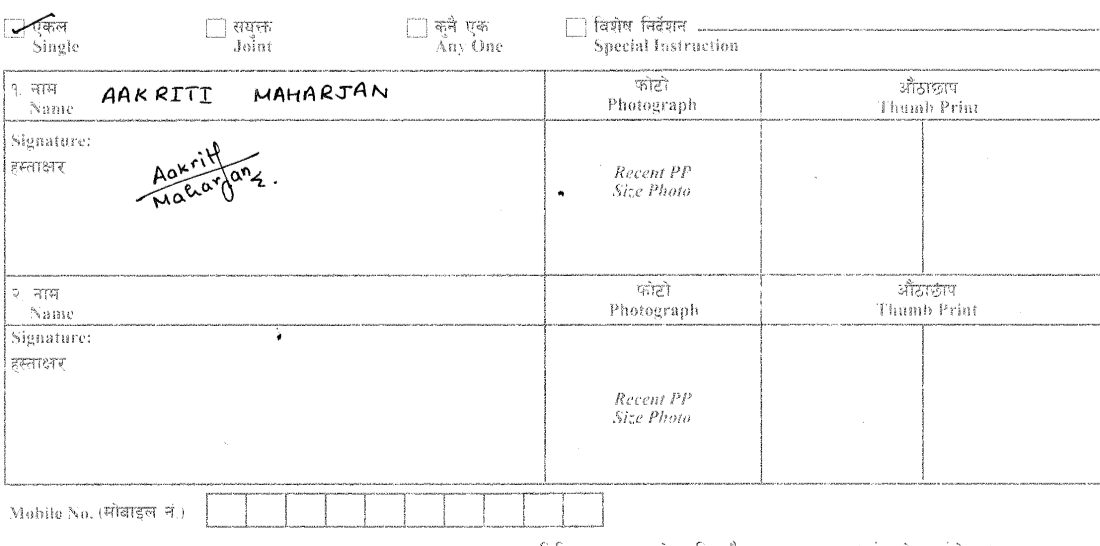 एकल सयुक्त कुनै एक विशेष निर्देशन
Single Joint Any One Special Instruction
१. नाम AAKRITI MAHARJAN फोटो औंठाछाप
Name Photograph Thumb Print
Signature:
हस्ताक्षर
Aakriti
Maharjan
Recent PP
Size Photo
२. नाम फोटो औंठाछाप
Name Photograph Thumb Print
Signature:
हस्ताक्षर
Recent PP
Size Photo
Mobile No. (मोबाइल नं.)